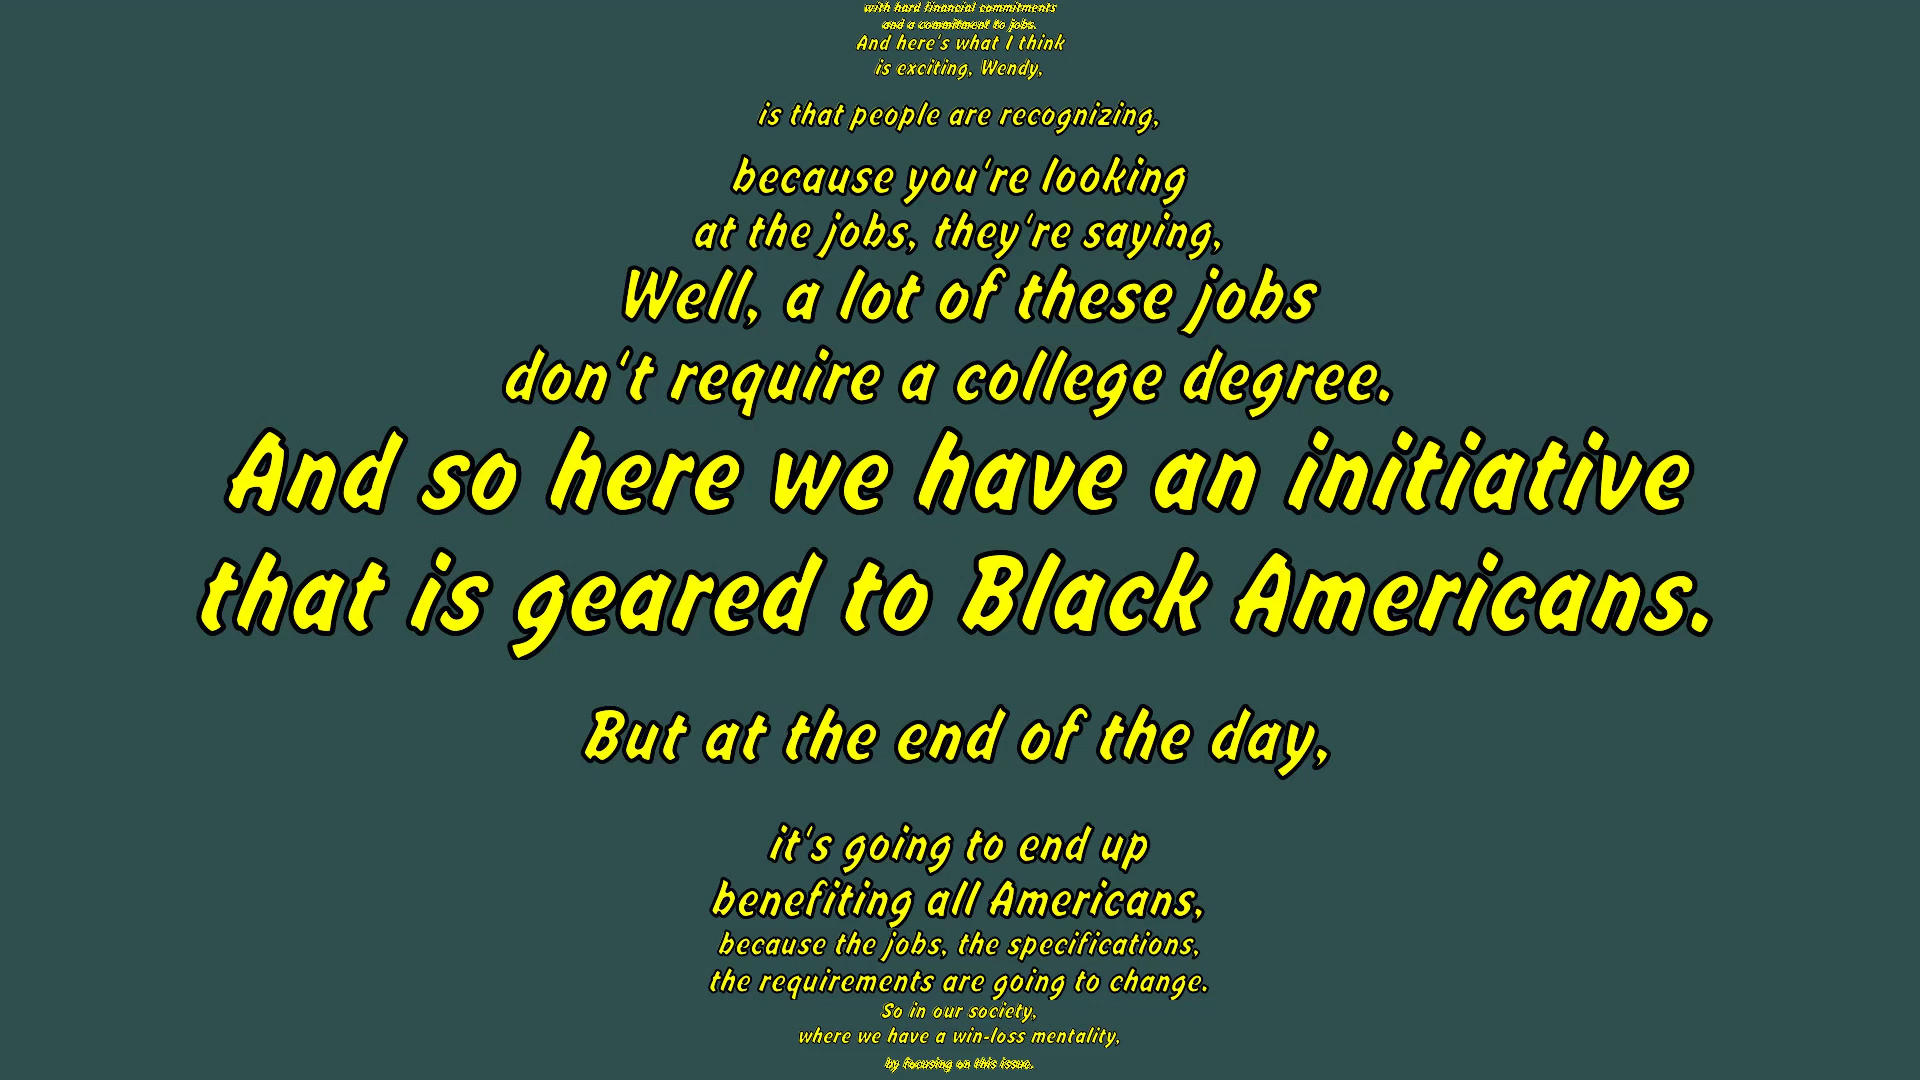 with hard financial commitments
and a commitment to jobs.
And here's what I think
is exciting, Wendy,
is that people are recognizing,
because you're looking
at the jobs, they're saying,
Well, a lot of these jobs
don't require a college degree.
And so here we have an initiative
that is geared to Black Americans.
But at the end of the day,
it's going to end up
benefiting all Americans,
because the jobs, the specifications,
the requirements are going to change.
So in our society,
where we have a win-loss mentality,
by focusing on this issue.